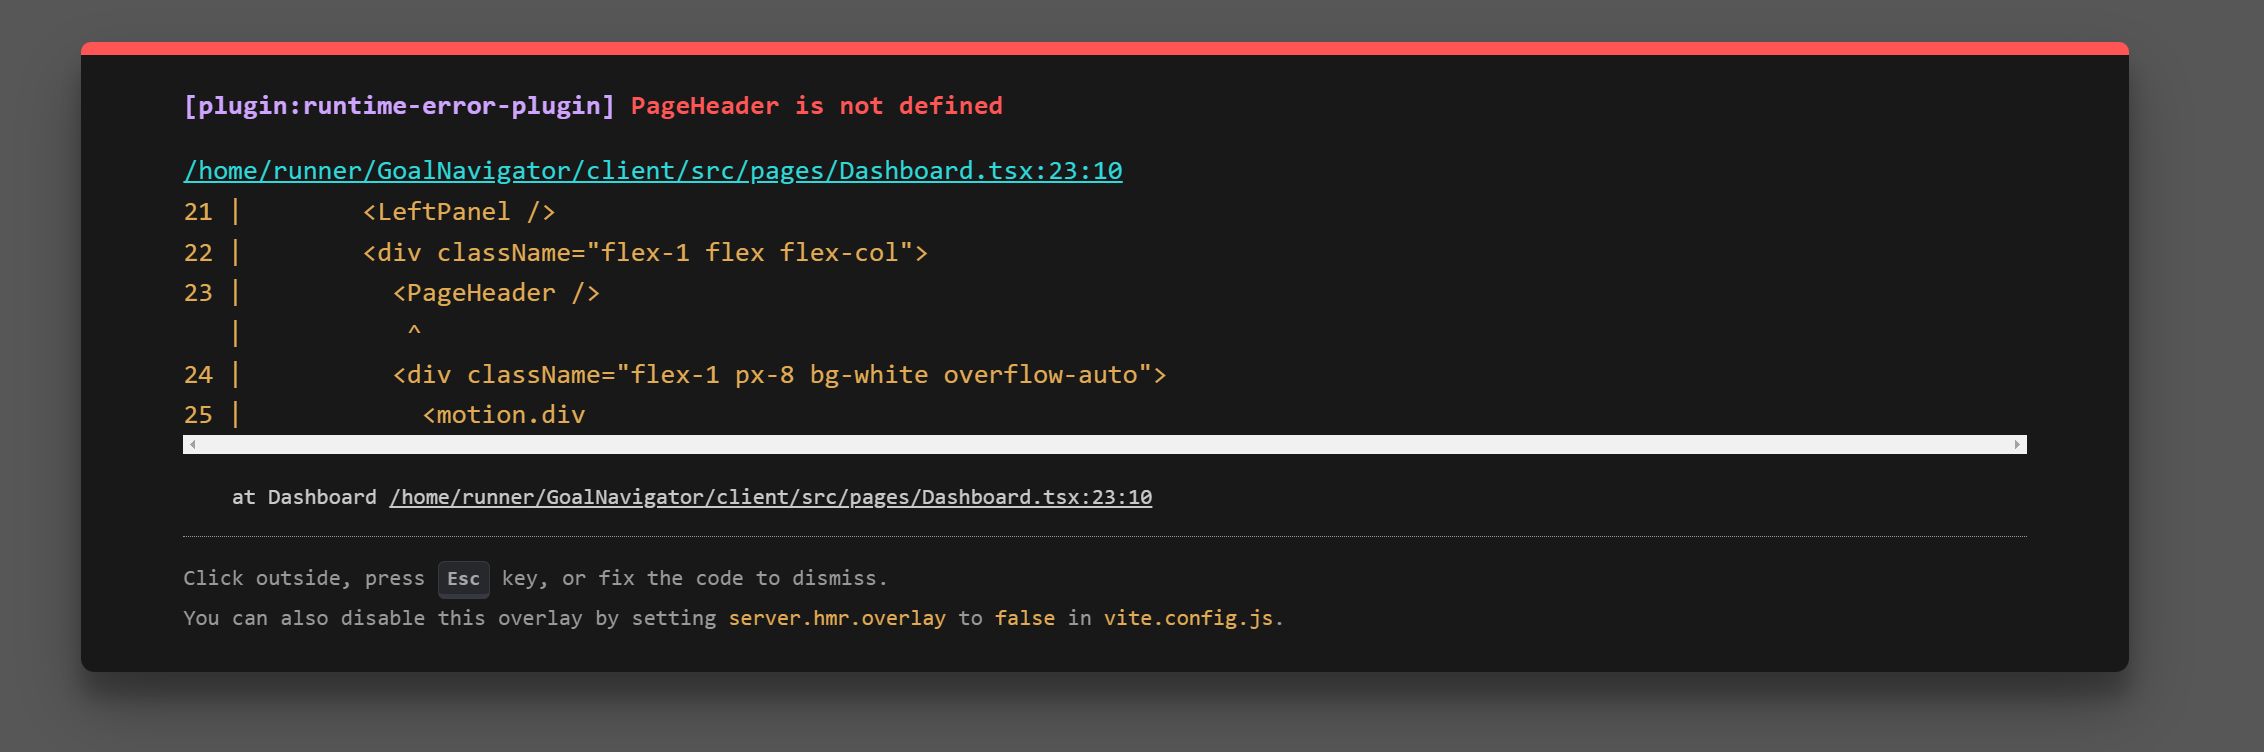 [plugin:runtime-error-plugin] PageHeader is not defined
/home/runner/GoalNavigator/client/src/pages/Dashboard.tsx:23:10
21 |        <LeftPanel />
22 |        <div className="flex-1 flex flex-col">
23 |          <PageHeader />
   |           ^
24 |          <div className="flex-1 px-8 bg-white overflow-auto">
25 |            <motion.div
at Dashboard /home/runner/GoalNavigator/client/src/pages/Dashboard.tsx:23:10
Click outside, press Esc key, or fix the code to dismiss.
You can also disable this overlay by setting server.hmr.overlay to false in vite.config.js.